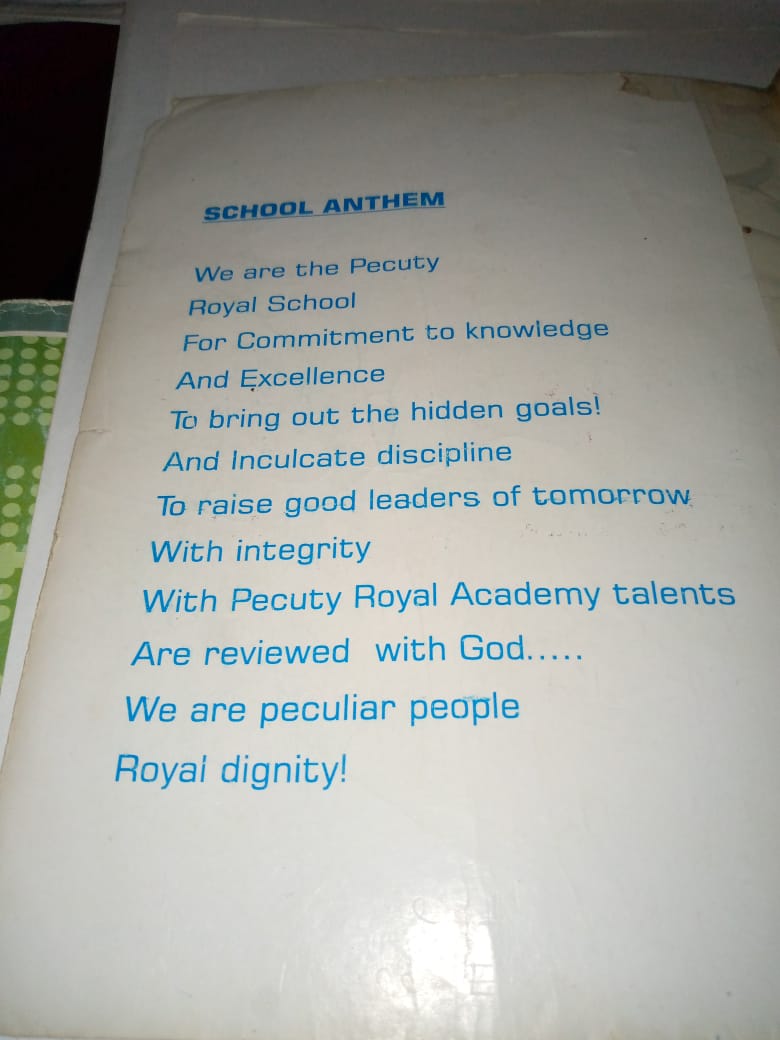 SCHOOL ANTHEM
We are the Pecuty
Royal School
For Commitment to knowledge
And Excellence
To bring out the hidden goals!
And Inculcate discipline
To raise good leaders of tomorrow
With integrity
With Pecuty Royal Academy talents
Are reviewed with God.....
We are peculiar people
Royal dignity!